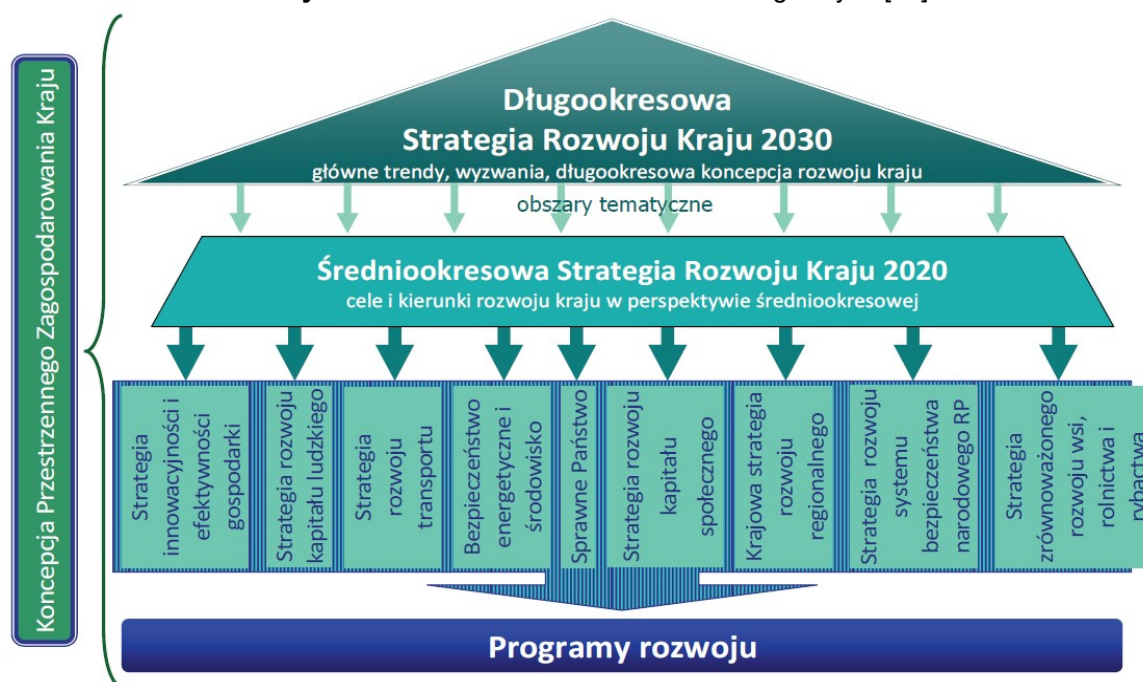 Koncepcja Przestrzennego Zagospodarowania Kraju
Długookresowa
Strategia Rozwoju Kraju 2030
główne trendy, wyzwania, długookresowa koncepcja rozwoju kraju
obszary tematyczne
Średniookresowa Strategia Rozwoju Kraju 2020
cele i kierunki rozwoju kraju w perspektywie średniookresowej
Strategia
innowacyjności i
efektywności
gospodarki
Strategia rozwoju
kapitału ludzkiego
Strategia
rozwoju
transportu
Bezpieczeństwo
energetyczne i
środowisko
Sprawne Państwo
Strategia rozwoju
kapitału
społecznego
Krajowa strategia
rozwoju
regionalnego
Strategia rozwoju
systemu
bezpieczeństwa
narodowego RP
Strategia
zrównoważonego
rozwoju wsi,
rolnictwa i
rybactwa
Programy rozwoju